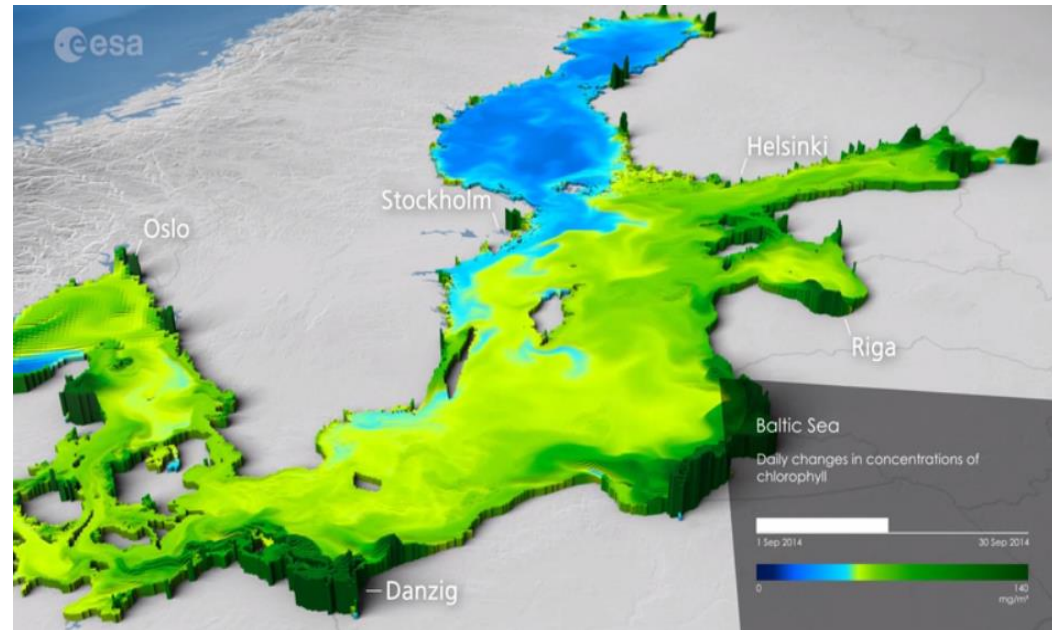 esa
Helsinki
Stockholm
Oslo
Riga
Baltic Sea
Daily changes in concentrations of
chlorophyll
1 Sep 2014 30 Sep 2014
0 140
mg/m³
Danzig